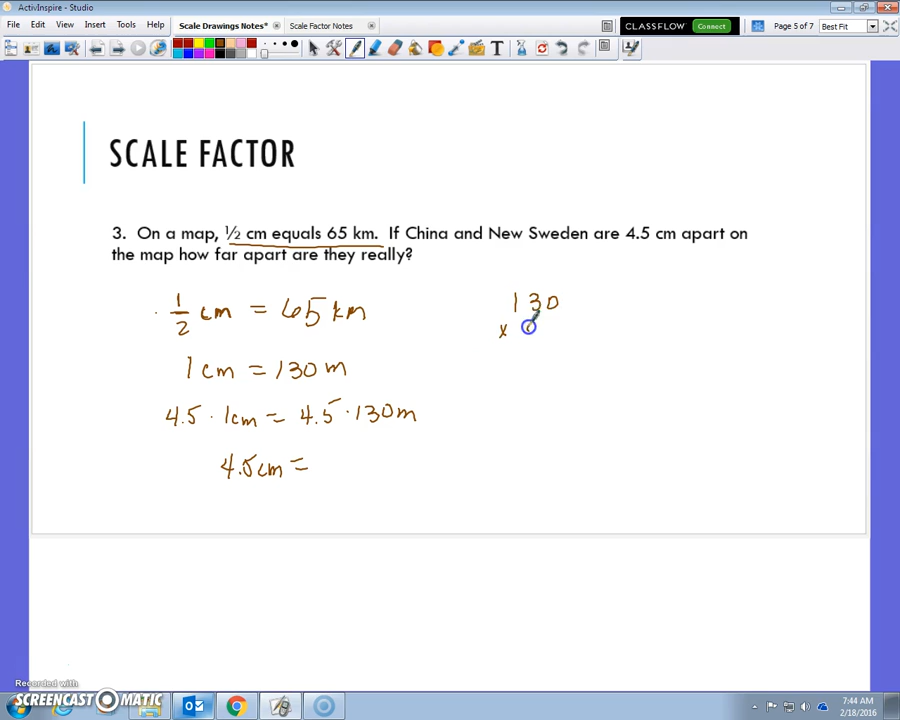 ActivInspire - Studio
File Edit View Insert Tools Help
Scale Drawings Notes* Scale Factor Notes
CLASSFLOW Connect Page 5 of 7 Best Fit
SCALE FACTOR
3. On a map, ½ cm equals 65 km. If China and New Sweden are 4.5 cm apart on
the map how far apart are they really?
1/2 cm = 65 km
1 cm = 130 m
4.5 · 1cm = 4.5 · 130 m
4.5 cm =
130
x
Recorded with
SCREENCAST O MATIC
7:44 AM
2/18/2016